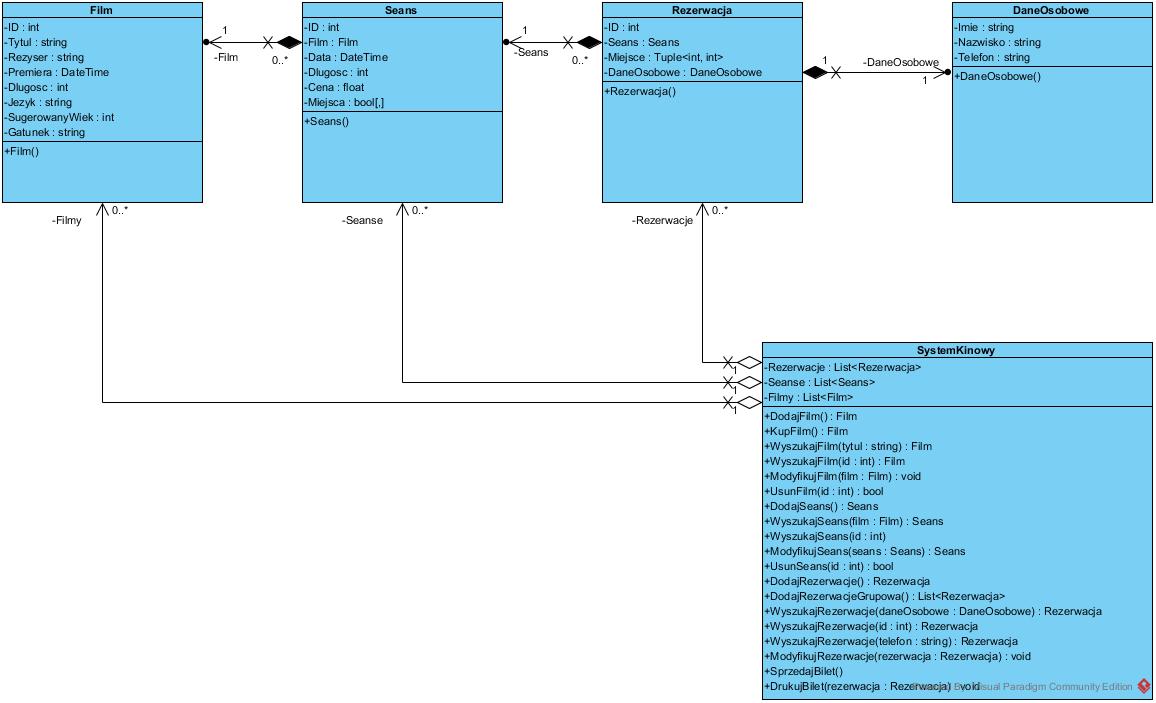 Film
-ID : int
-Tytul : string
-Rezyser : string
-Premiera : DateTime
-Dlugosc : int
-Jezyk : string
-SugerowanyWiek : int
-Gatunek : string
+Film()
Seans
-ID : int
-Film : Film
-Data : DateTime
-Dlugosc : int
-Cena : float
-Miejsca : bool[,]
+Seans()
Rezerwacja
-ID : int
-Seans : Seans
-Miejsce : Tuple<int, int>
-DaneOsobowe : DaneOsobowe
+Rezerwacja()
DaneOsobowe
-Imie : string
-Nazwisko : string
-Telefon : string
+DaneOsobowe()
1
-Film
0..*
1
-Seans
0..*
1
-DaneOsobowe
1
0..*
-Filmy
0..*
-Seanse
0..*
-Rezerwacje
1
1
1
SystemKinowy
-Rezerwacje : List<Rezerwacja>
-Seanse : List<Seans>
-Filmy : List<Film>
+DodajFilm() : Film
+KupFilm() : Film
+WyszukajFilm(tytul : string) : Film
+WyszukajFilm(id : int) : Film
+ModyfikujFilm(film : Film) : void
+UsunFilm(id : int) : bool
+DodajSeans() : Seans
+WyszukajSeans(film : Film) : Seans
+WyszukajSeans(id : int)
+ModyfikujSeans(seans : Seans) : Seans
+UsunSeans(id : int) : bool
+DodajRezerwacje() : Rezerwacja
+DodajRezerwacjeGrupowa() : List<Rezerwacja>
+WyszukajRezerwacje(daneOsobowe : DaneOsobowe) : Rezerwacja
+WyszukajRezerwacje(id : int) : Rezerwacja
+WyszukajRezerwacje(telefon : string) : Rezerwacja
+ModyfikujRezerwacje(rezerwacja : Rezerwacja) : void
+SprzedajBilet()
+DrukujBilet(rezerwacja : Rezerwacja) : void
Visual Paradigm Community Edition